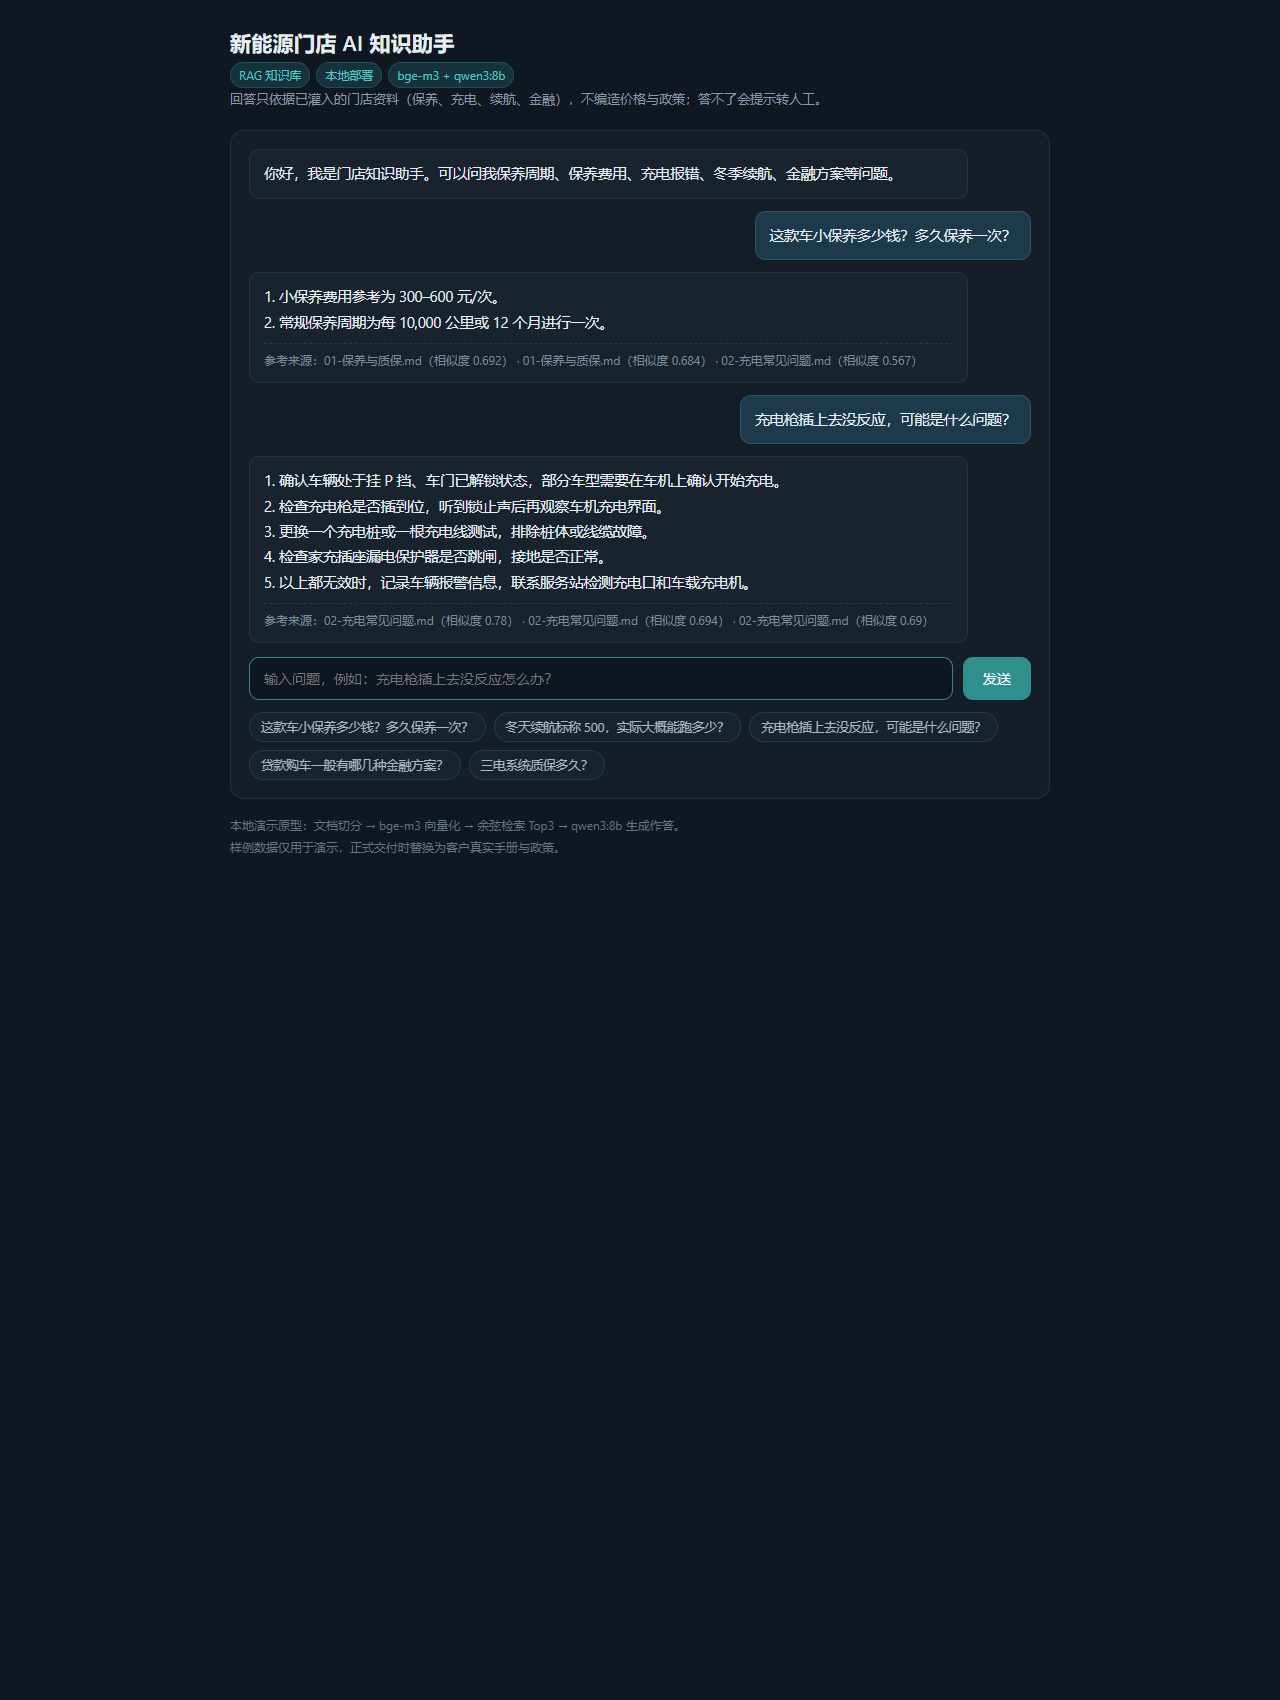 新能源门店 AI 知识助手
RAG 知识库 本地部署 bge-m3 + qwen3:8b
回答只依据已灌入的门店资料（保养、充电、续航、金融），不编造价格与政策；答不了会提示转人工。
你好，我是门店知识助手。可以问我保养周期、保养费用、充电报错、冬季续航、金融方案等问题。
这款车小保养多少钱？多久保养一次？
1. 小保养费用参考为 300–600 元/次。
2. 常规保养周期为每 10,000 公里或 12 个月进行一次。
参考来源：01-保养与质保.md（相似度 0.692） · 01-保养与质保.md（相似度 0.684） · 02-充电常见问题.md（相似度 0.567）
充电枪插上去没反应，可能是什么问题？
1. 确认车辆处于挂 P 挡、车门已解锁状态，部分车型需要在车机上确认开始充电。
2. 检查充电枪是否插到位，听到锁止声后再观察车机充电界面。
3. 更换一个充电桩或一根充电线测试，排除桩体或线缆故障。
4. 检查家充插座漏电保护器是否跳闸，接地是否正常。
5. 以上都无效时，记录车辆报警信息，联系服务站检测充电口和车载充电机。
参考来源：02-充电常见问题.md（相似度 0.78） · 02-充电常见问题.md（相似度 0.694） · 02-充电常见问题.md（相似度 0.69）
输入问题，例如：充电枪插上去没反应怎么办？ 发送
这款车小保养多少钱？多久保养一次？ 冬天续航标称 500，实际大概能跑多少？ 充电枪插上去没反应，可能是什么问题？
贷款购车一般有哪几种金融方案？ 三电系统质保多久？
本地演示原型：文档切分 → bge-m3 向量化 → 余弦检索 Top3 → qwen3:8b 生成作答。
样例数据仅用于演示，正式交付时替换为客户真实手册与政策。